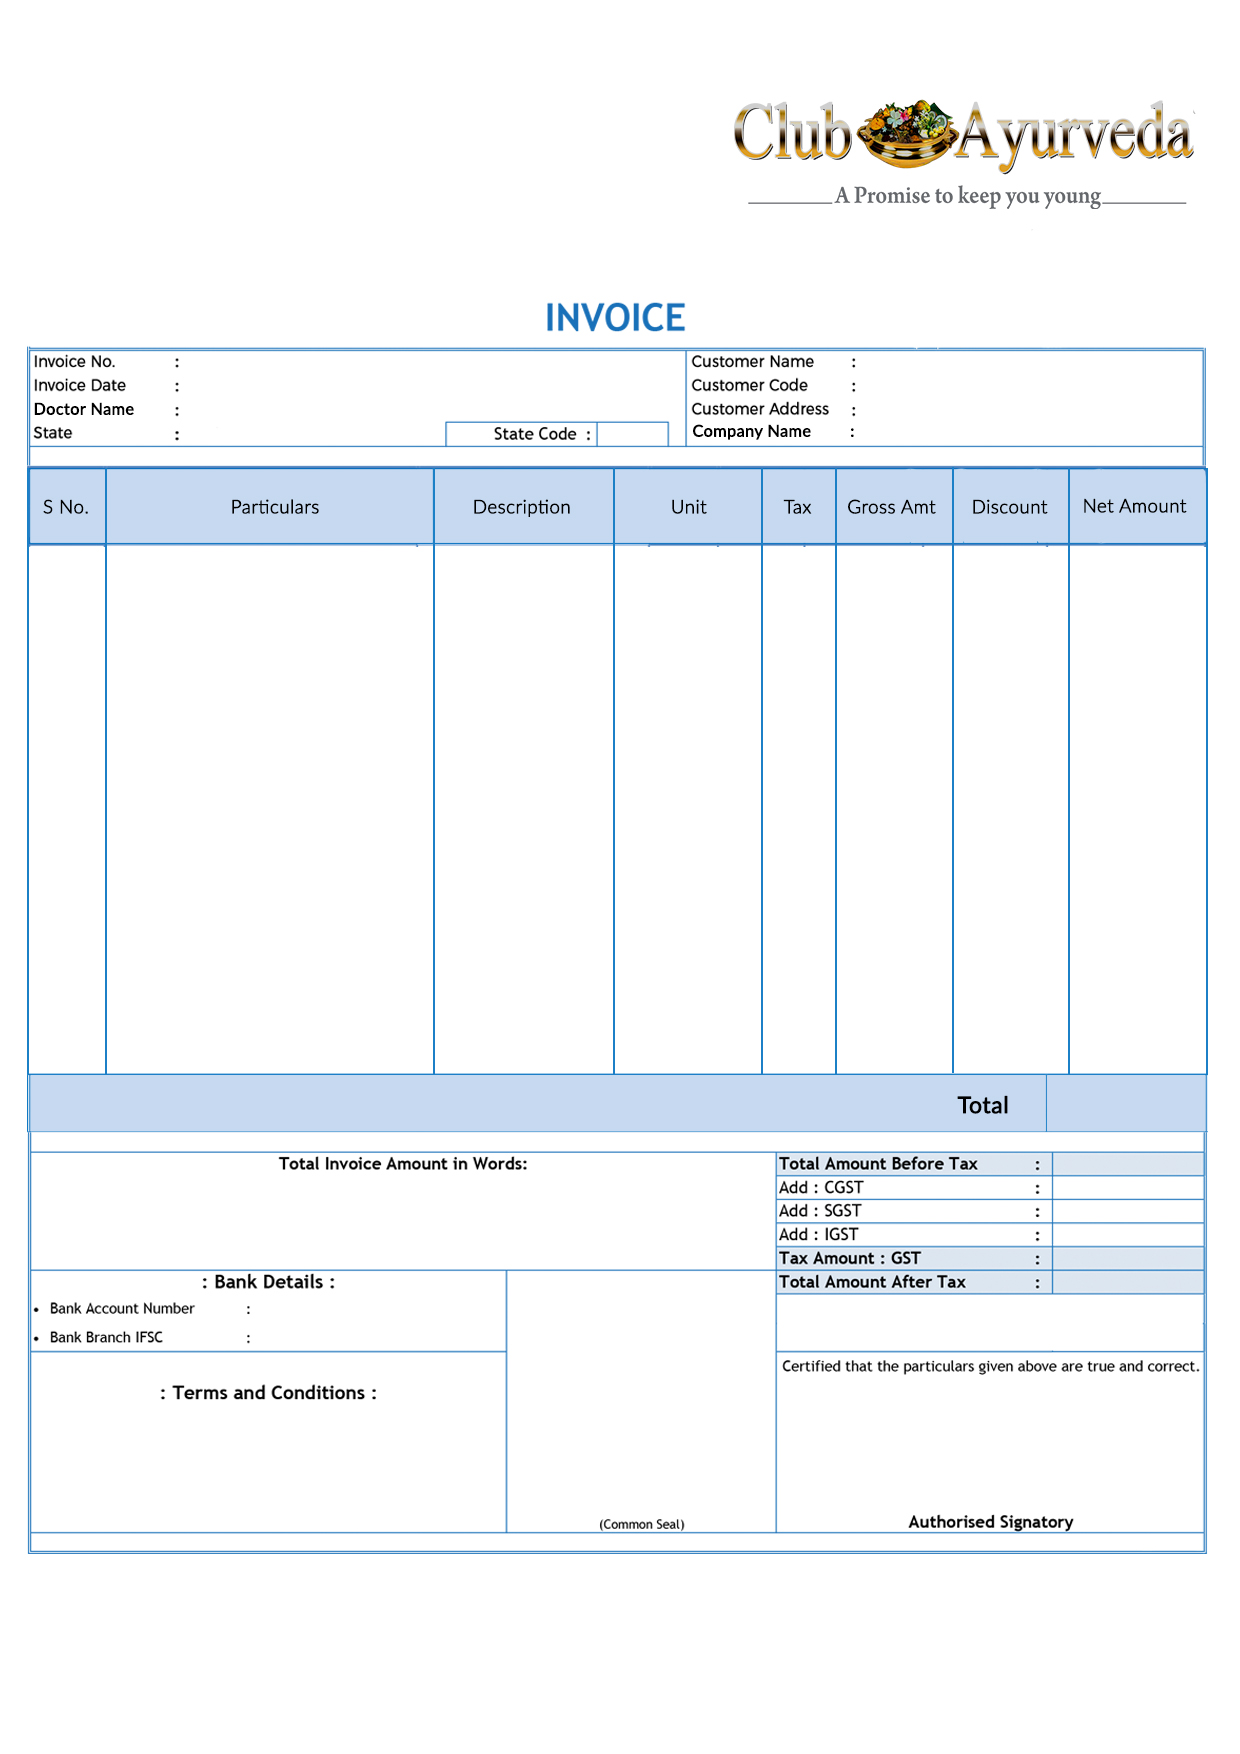 Club Ayurveda
A Promise to keep you young
INVOICE
Invoice No. :
Invoice Date :
Doctor Name :
State :
State Code :
Customer Name :
Customer Code :
Customer Address :
Company Name :
S No. Particulars Description Unit Tax Gross Amt Discount Net Amount
Total
Total Invoice Amount in Words:
Total Amount Before Tax :
Add : CGST :
Add : SGST :
Add : IGST :
Tax Amount : GST :
Total Amount After Tax :
: Bank Details :
• Bank Account Number :
• Bank Branch IFSC :
: Terms and Conditions :
(Common Seal)
Certified that the particulars given above are true and correct.
Authorised Signatory